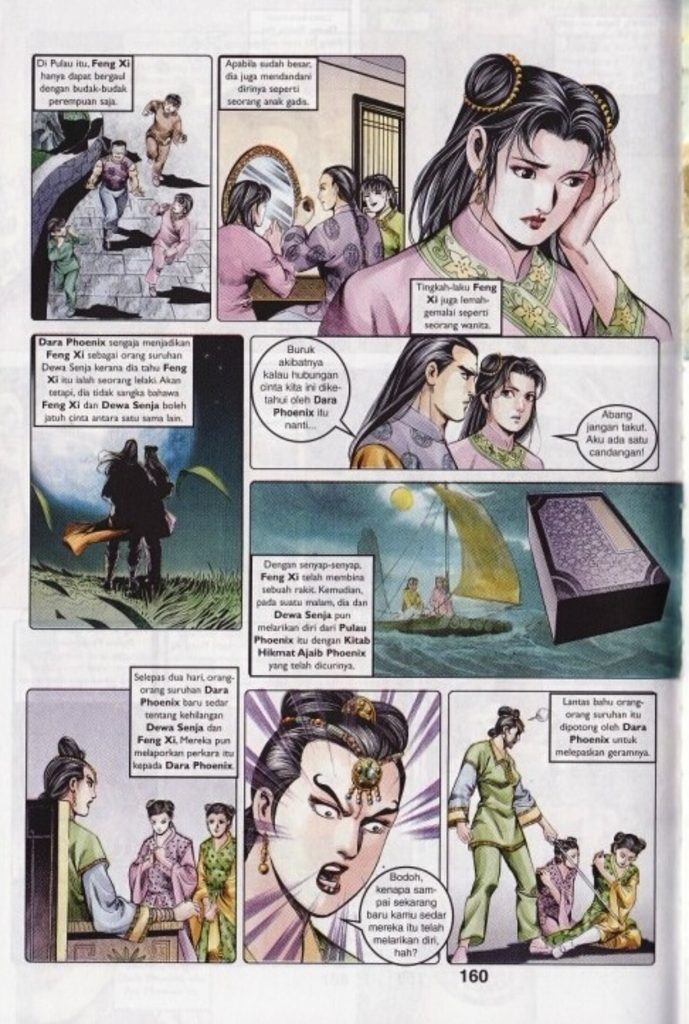 Di Pulau itu, Feng Xi
hanya dapat bergaul
dengan budak-budak
perempuan saja.
Apabila sudah besar,
dia juga mendandani
dirinya seperti
seorang anak gadis.
Tingkah-laku Feng
Xi juga lemah-
gemalai seperti
seorang wanita.
Dara Phoenix sengaja menjadikan
Feng Xi sebagai orang suruhan
Dewa Senja kerana dia tahu Feng
Xi itu ialah seorang lelaki. Akan
tetapi, dia tidak sangka bahawa
Feng Xi dan Dewa Senja boleh
jatuh cinta antara satu sama lain.
Buruk
akibatnya
kalau hubungan
cinta kita ini dike-
tahui oleh Dara
Phoenix itu
nanti...
Abang
jangan takut.
Aku ada satu
candangan!
Dengan senyap-senyap,
Feng Xi telah membina
sebuah rakit. Kemudian,
pada suatu malam, dia dan
Dewa Senja pun
melarikan diri dari Pulau
Phoenix itu dengan Kitab
Hikmat Ajaib Phoenix
yang telah dicurinya.
Selepas dua hari, orang-
orang suruhan Dara
Phoenix baru sedar
tentang kehilangan
Dewa Senja dan
Feng Xi. Mereka pun
melaporkan perkara itu
kepada Dara Phoenix.
Bodoh,
kenapa sam-
pai sekarang
baru kamu sedar
mereka itu telah
melarikan diri,
hah?
Lantas bahu orang-
orang suruhan itu
dipotong oleh Dara
Phoenix untuk
melepaskan geramnya.
160